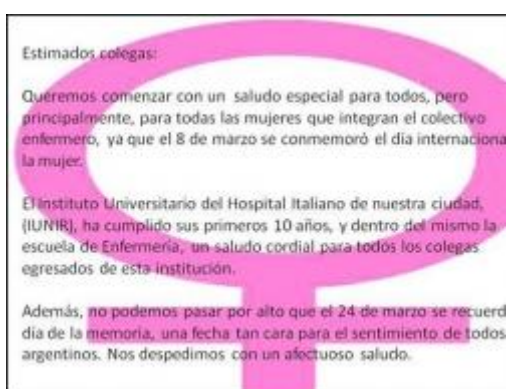 Estimados colegas:
Queremos comenzar con un saludo especial para todos, pero
principalmente, para todas las mujeres que integran el colectivo
enfermero, ya que el 8 de marzo se conmemoró el día internaciona
la mujer.
El Instituto Universitario del Hospital Italiano de nuestra ciudad,
(IUNIR), ha cumplido sus primeros 10 años, y dentro del mismo la
escuela de Enfermería, un saludo cordial para todos los colegas
egresados de esta institución.
Además, no podemos pasar por alto que el 24 de marzo se recuerd
día de la memoria, una fecha tan cara para el sentimiento de todos
argentinos. Nos despedimos con un afectuoso saludo.